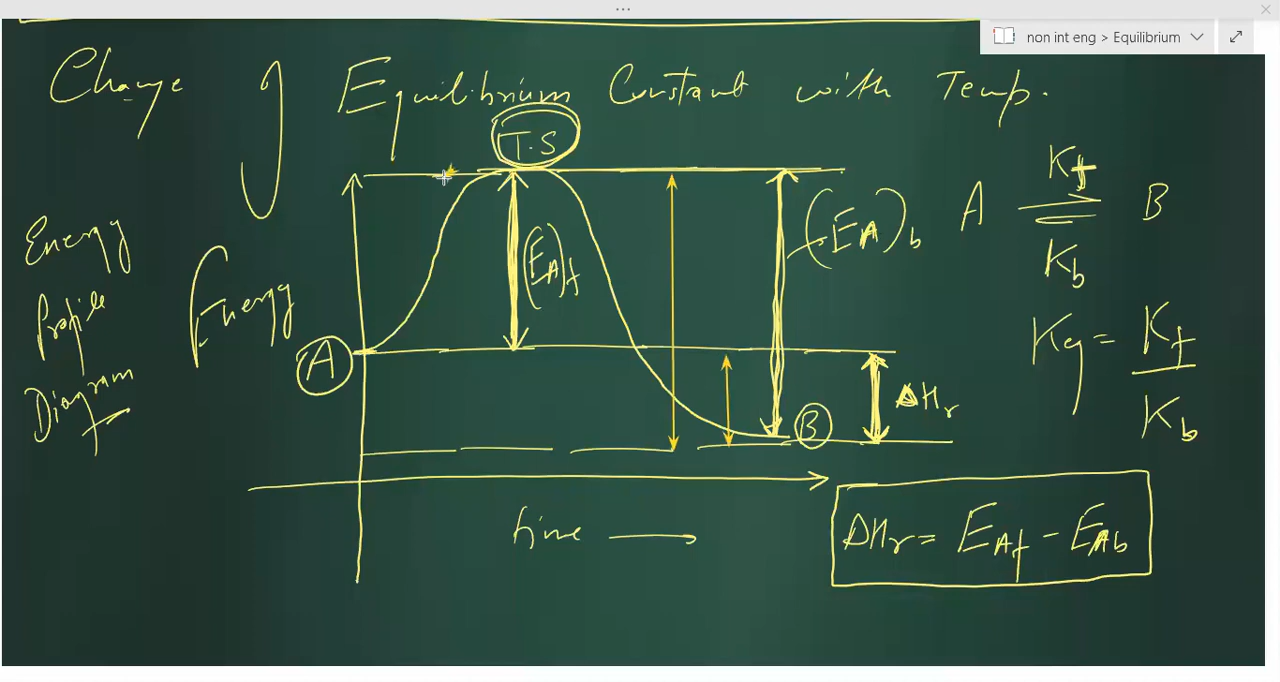 non int eng > Equilibrium
Change of Equilibrium Constant with Temp.
T.S
Energy
Profile
Diagram
Energy
(EA)f
(EA)b
A Kf Kb B
Keq = Kf / Kb
A
B
ΔHr
time
ΔHr = EAf - EAb